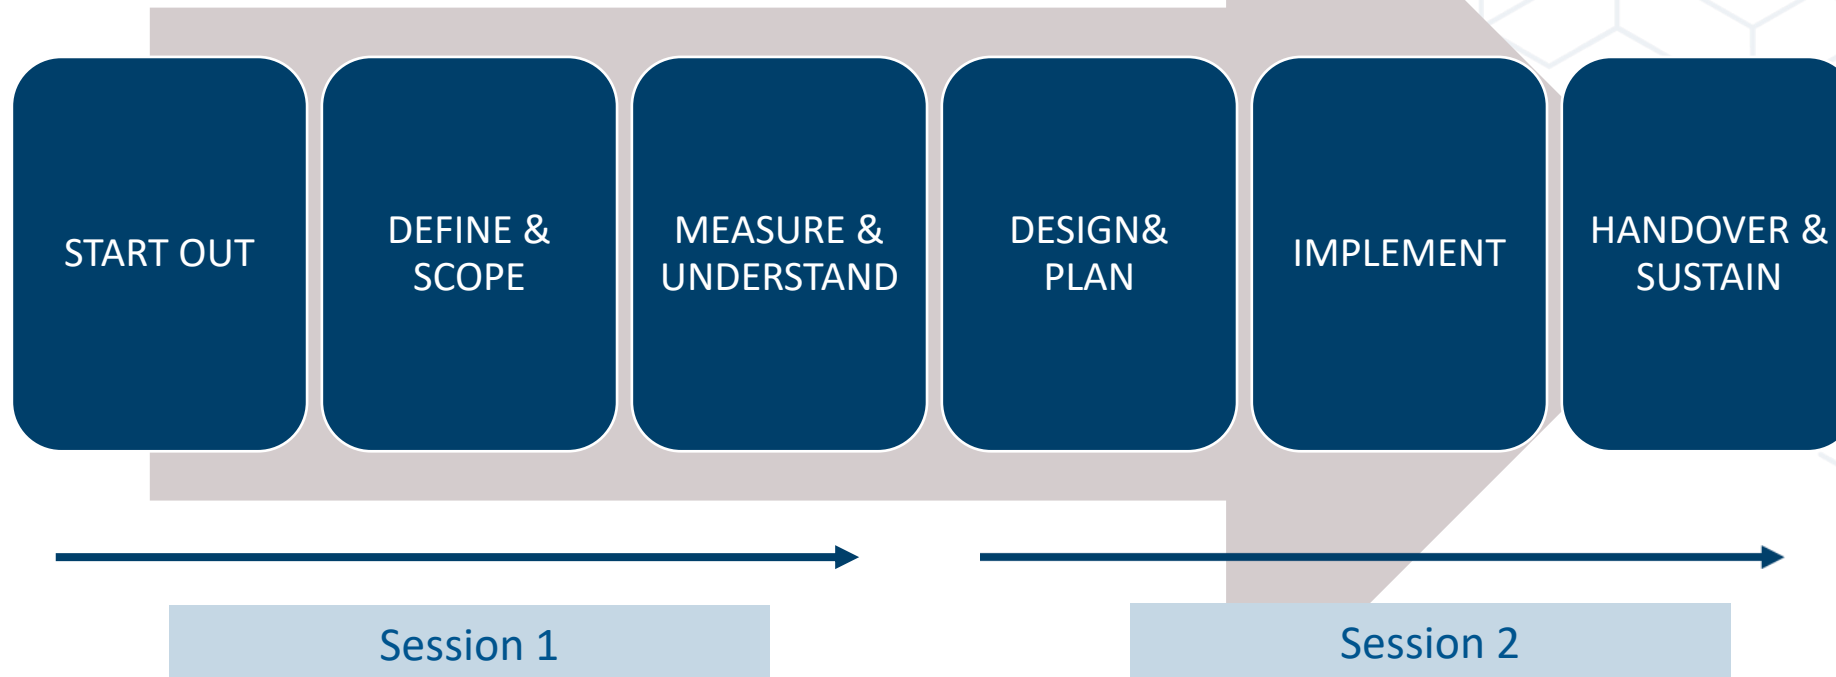 START OUT
DEFINE &
SCOPE
MEASURE &
UNDERSTAND
DESIGN&
PLAN
IMPLEMENT
HANDOVER &
SUSTAIN
Session 1
Session 2